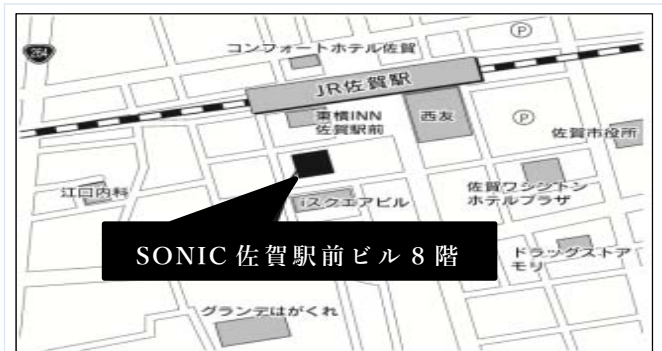 264
P
コンフォートホテル佐賀
JR佐賀駅
東横INN
佐賀駅前
西友
P
佐賀市役所
江口内科
iスクエアビル
佐賀ワシントン
ホテルプラザ
SONIC 佐賀駅前ビル 8 階
ドラッグストア
モリ
グランデはがくれ